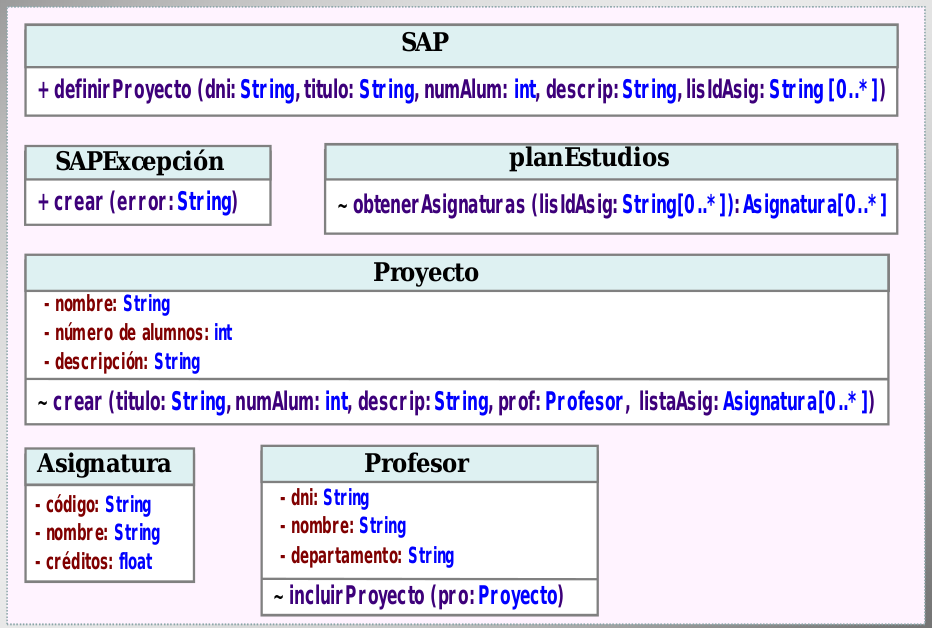 SAP
+ definirProyecto (dni: String, titulo: String, numAlum: int, descrip: String, lisIdAsig: String [0..*])
SAPExcepción
+ crear (error: String)
planEstudios
~ obtenerAsignaturas (lisIdAsig: String[0..*]): Asignatura[0..*]
Proyecto
- nombre: String
- número de alumnos: int
- descripción: String
~ crear (titulo: String, numAlum: int, descrip: String, prof: Profesor, listaAsig: Asignatura[0..*])
Asignatura
- código: String
- nombre: String
- créditos: float
Profesor
- dni: String
- nombre: String
- departamento: String
~ incluirProyecto (pro: Proyecto)